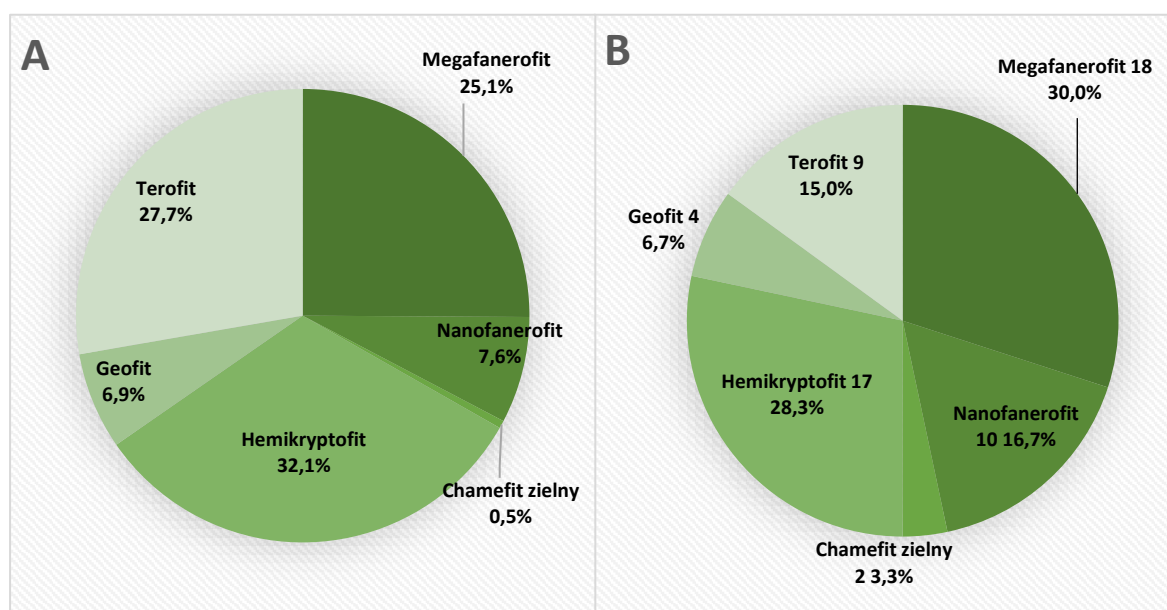 A
Megafanerofit
25,1%
Nanofanerofit
7,6%
Chamefit zielny
0,5%
Hemikryptofit
32,1%
Geofit
6,9%
Terofit
27,7%
B
Megafanerofit 18
30,0%
Nanofanerofit
10 16,7%
Chamefit zielny
2 3,3%
Hemikryptofit 17
28,3%
Geofit 4
6,7%
Terofit 9
15,0%